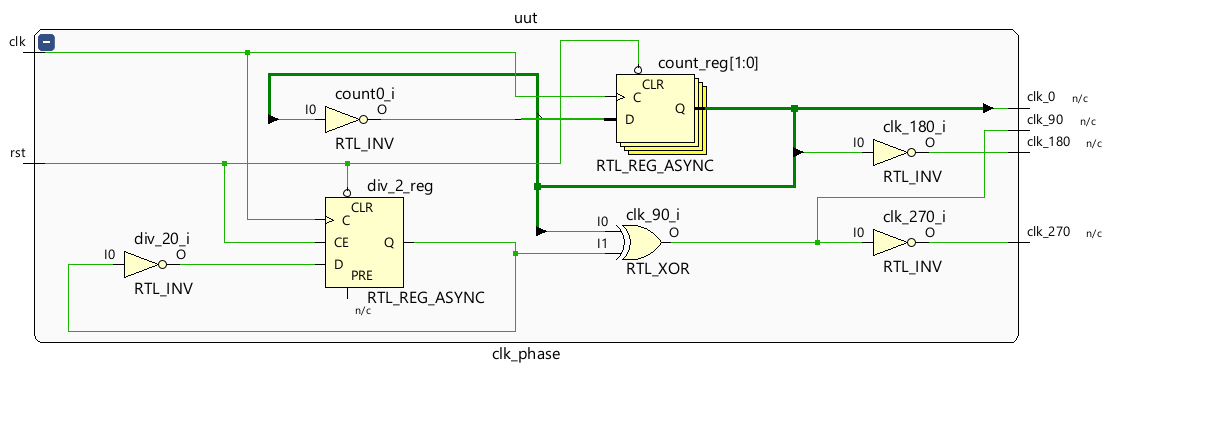 uut
clk
count_reg[1:0]
CLR
C
Q
D
RTL_REG_ASYNC
count0_i
I0
O
RTL_INV
clk_0 n/c
clk_90 n/c
clk_180 n/c
clk_180_i
I0
O
RTL_INV
rst
div_2_reg
CLR
C
CE
Q
D
PRE
RTL_REG_ASYNC
n/c
div_20_i
I0
O
RTL_INV
clk_90_i
I0
O
I1
RTL_XOR
clk_270_i
I0
O
RTL_INV
clk_270 n/c
clk_phase